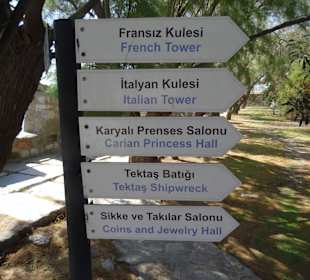 Fransız Kulesi
French Tower
İtalyan Kulesi
Italian Tower
Karyalı Prenses Salonu
Carian Princess Hall
Tektaş Batığı
Tektaş Shipwreck
Sikke ve Takılar Salonu
Coins and Jewelry Hall